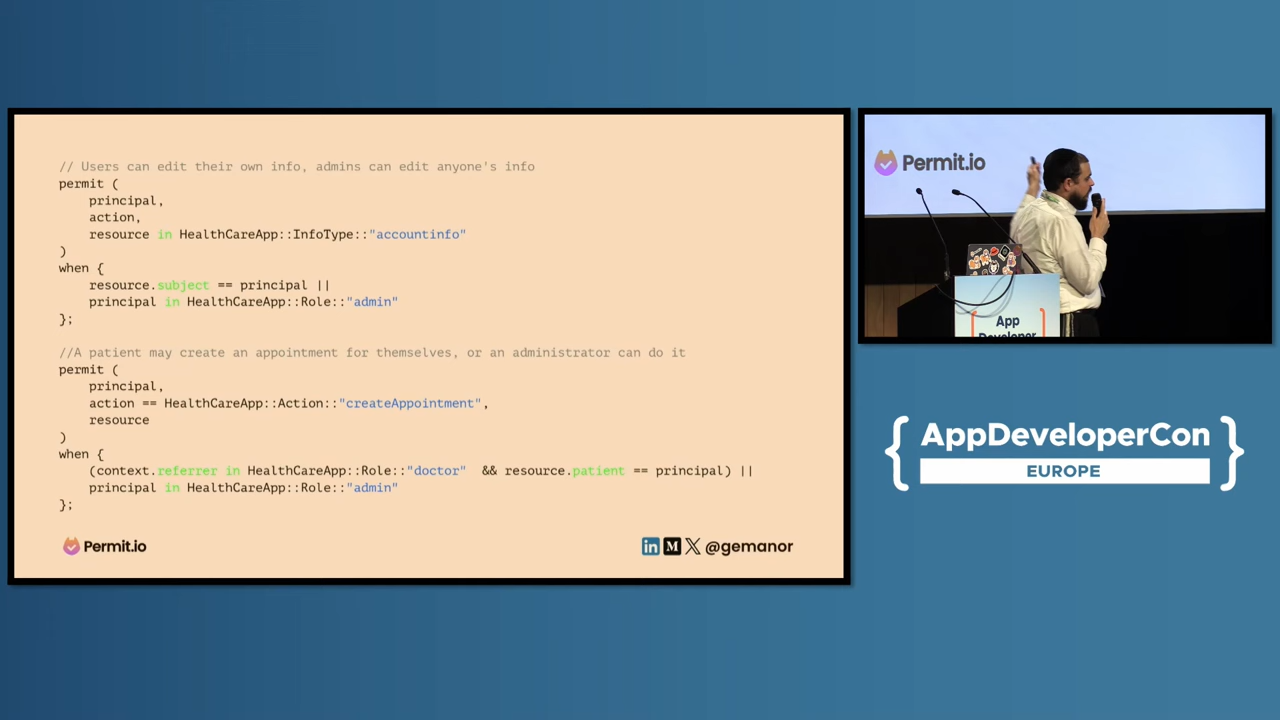 // Users can edit their own info, admins can edit anyone's info
permit (
    principal,
    action,
    resource in HealthCareApp::InfoType::"accountinfo"
)
when {
    resource.subject == principal ||
    principal in HealthCareApp::Role::"admin"
};
//A patient may create an appointment for themselves, or an administrator can do it
permit (
    principal,
    action == HealthCareApp::Action::"createAppointment",
    resource
)
when {
    (context.referrer in HealthCareApp::Role::"doctor"  && resource.patient == principal) ||
    principal in HealthCareApp::Role::"admin"
};
Permit.io
in M X @gemanor
Permit.io
App
Developer
{ AppDeveloperCon }
EUROPE